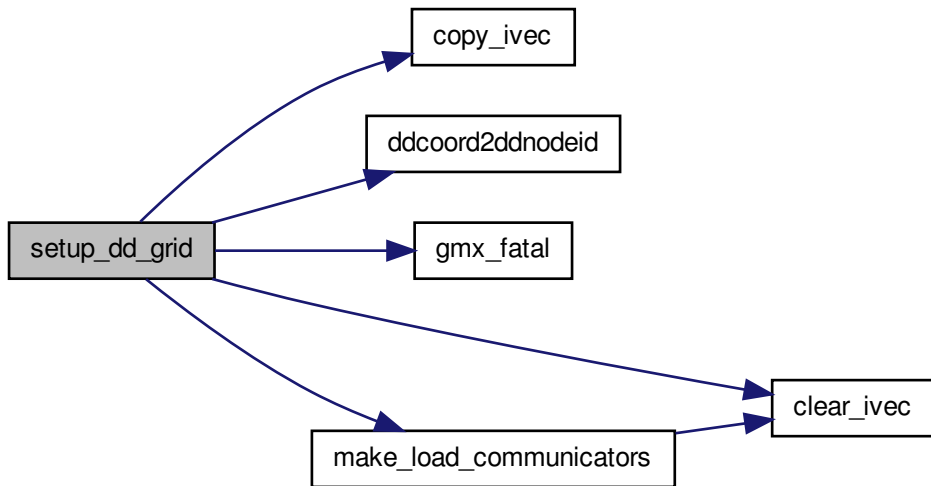 copy_ivec
ddcoord2ddnodeid
setup_dd_grid
gmx_fatal
clear_ivec
make_load_communicators